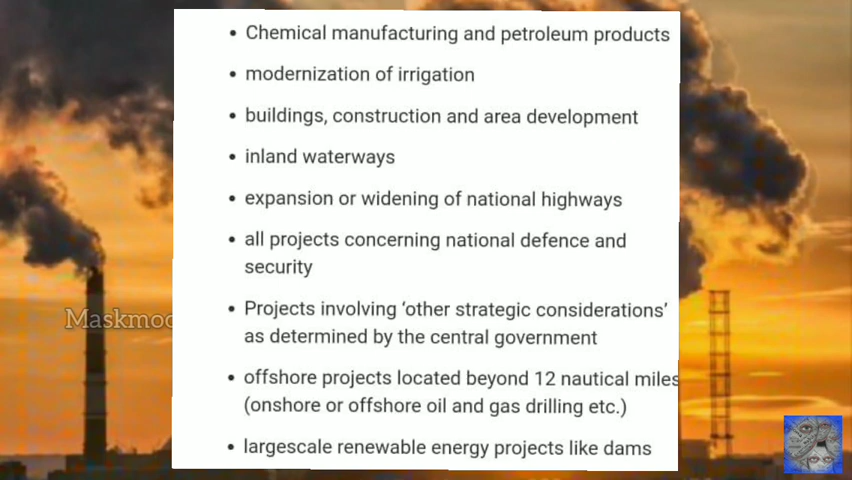 • Chemical manufacturing and petroleum products
• modernization of irrigation
• buildings, construction and area development
• inland waterways
• expansion or widening of national highways
• all projects concerning national defence and
security
• Projects involving ‘other strategic considerations’
as determined by the central government
• offshore projects located beyond 12 nautical miles
(onshore or offshore oil and gas drilling etc.)
• largescale renewable energy projects like dams
Maskmoo